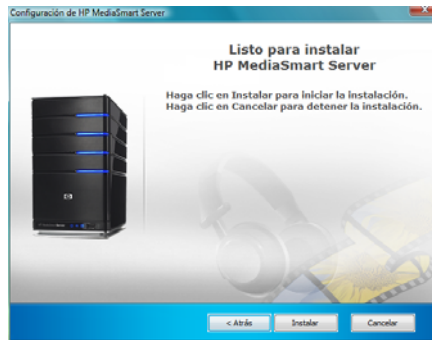 Configuración de HP MediaSmart Server
Listo para instalar
HP MediaSmart Server
Haga clic en Instalar para iniciar la instalación.
Haga clic en Cancelar para detener la instalación.
hp
< Atrás
Instalar
Cancelar